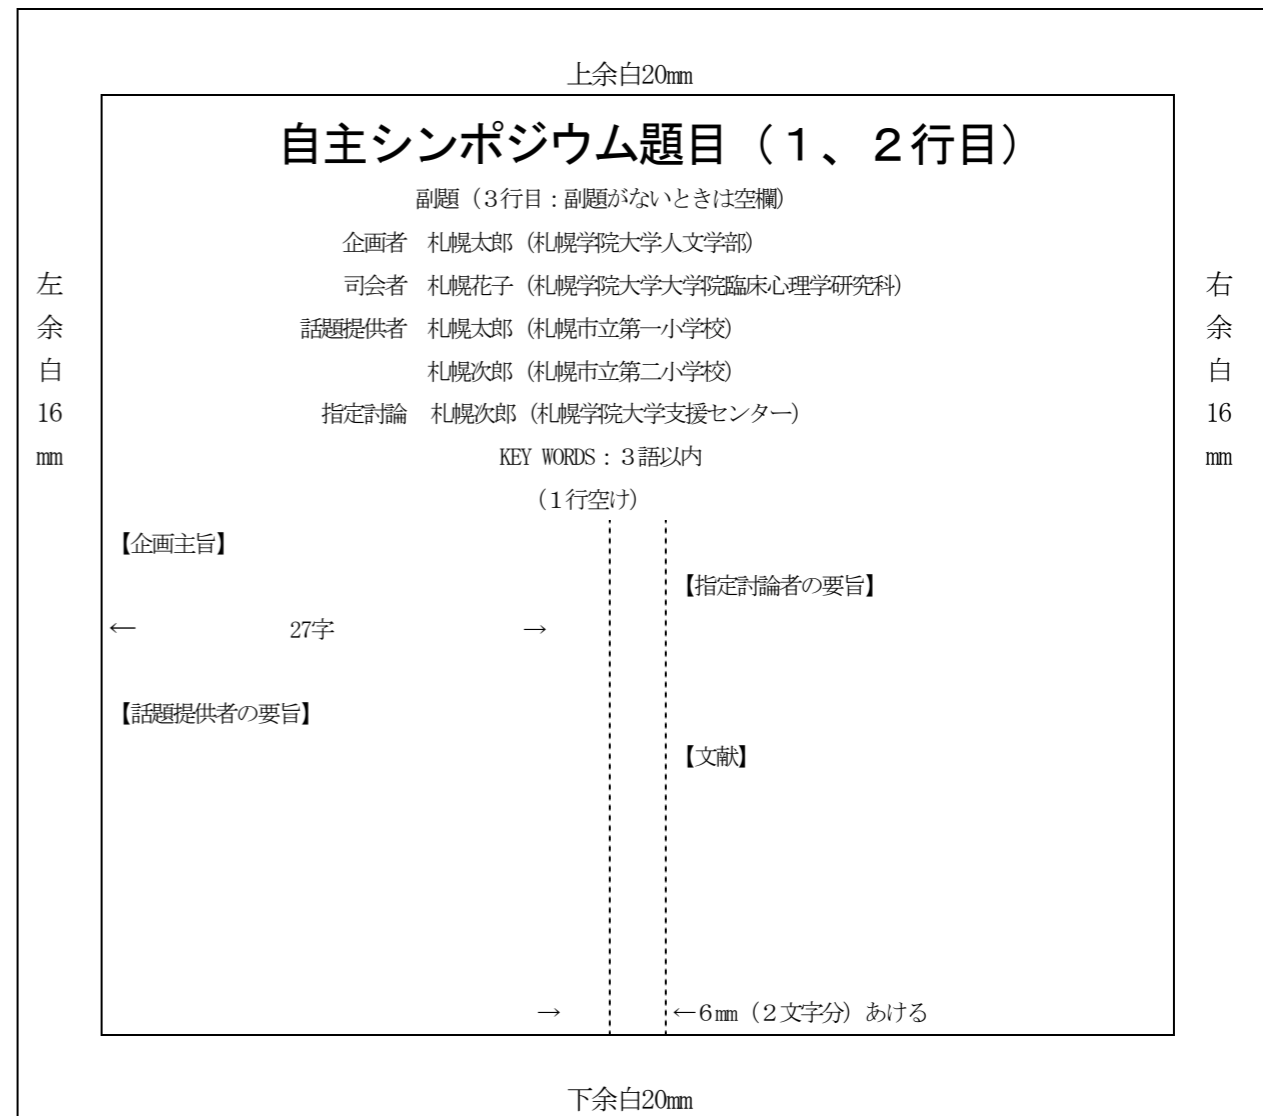 上余白20mm
自主シンポジウム題目（１、２行目）
副題（３行目：副題がないときは空欄）
企画者　札幌太郎（札幌学院大学人文学部）
司会者　札幌花子（札幌学院大学大学院臨床心理学研究科）
話題提供者　札幌太郎（札幌市立第一小学校）
札幌次郎（札幌市立第二小学校）
指定討論　札幌次郎（札幌学院大学支援センター）
KEY WORDS：３語以内
（１行空け）
左余白16mm
右余白16mm
【企画主旨】
←　27字　→
【話題提供者の要旨】
【指定討論者の要旨】
【文献】
→　←６mm（２文字分）あける
下余白20mm